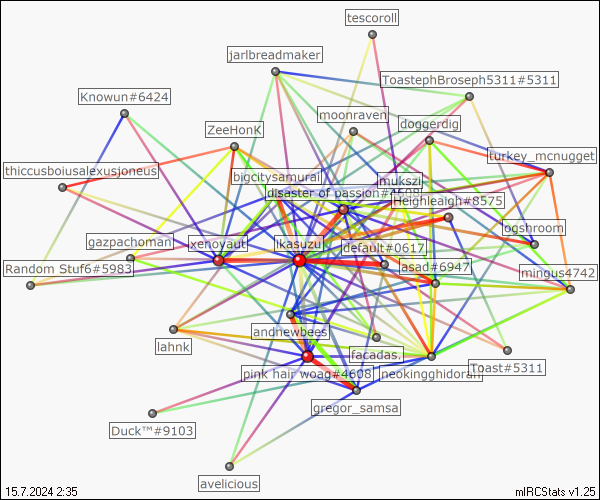 tescoroll
jarlbreadmaker
ToastephBroseph5311#5311
Knowun#6424
moonraven
doggerdig
ZeeHonK
turkey_mcnugget
thiccusboiusalexusjoneus
bigcitysamurai
mukszi
disaster of passion#4608
Heighleaigh#8575
ogshroom
gazpachoman
xenoyaut
Ikasuzu
default#0617
asad#6947
Random Stuf6#5983
mingus4742
andnewbees
lahnk
facadas.
pink hair woag#4608
neokingghidorah
Toast#5311
gregor_samsa
Duck™#9103
avelicious
15.7.2024 2:35
mIRCStats v1.25